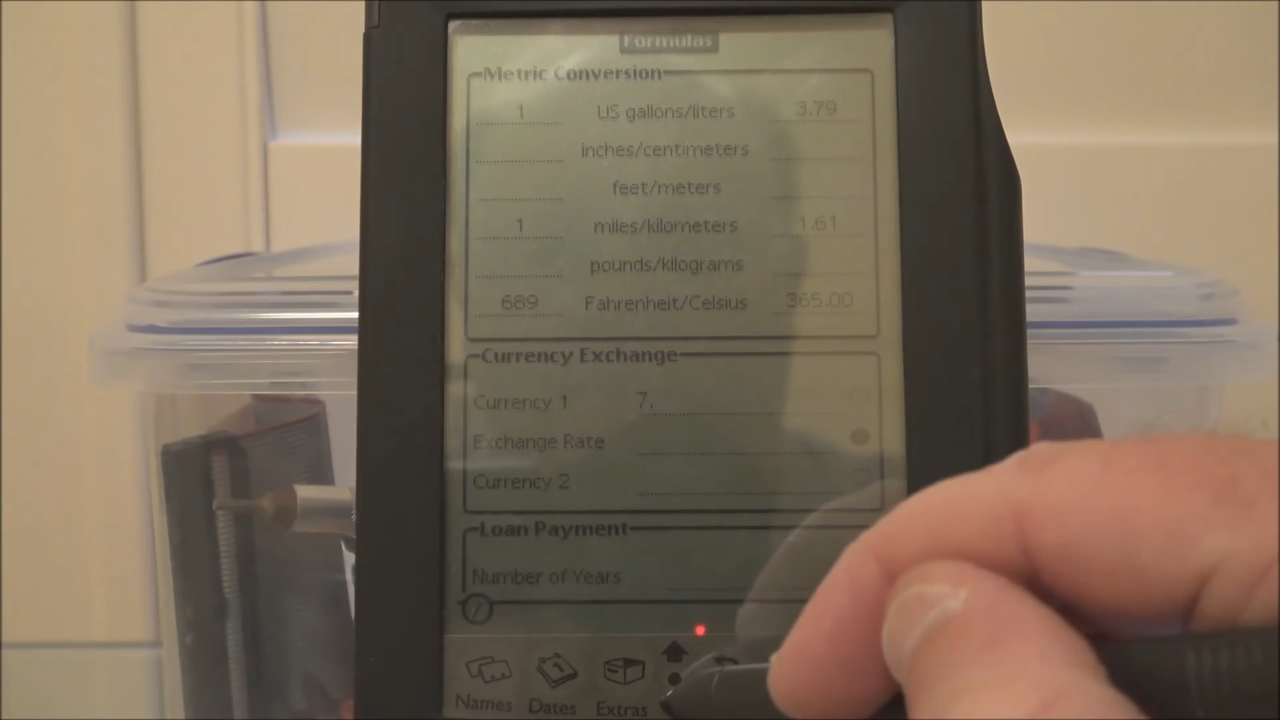 Formulas
Metric Conversion
1 US gallons/liters 3.79
inches/centimeters
feet/meters
1 miles/kilometers 1.61
pounds/kilograms
689 Fahrenheit/Celsius 365.00
Currency Exchange
Currency 1 7,
Exchange Rate
Currency 2
Loan Payment
Number of Years
1
Names Dates Extras